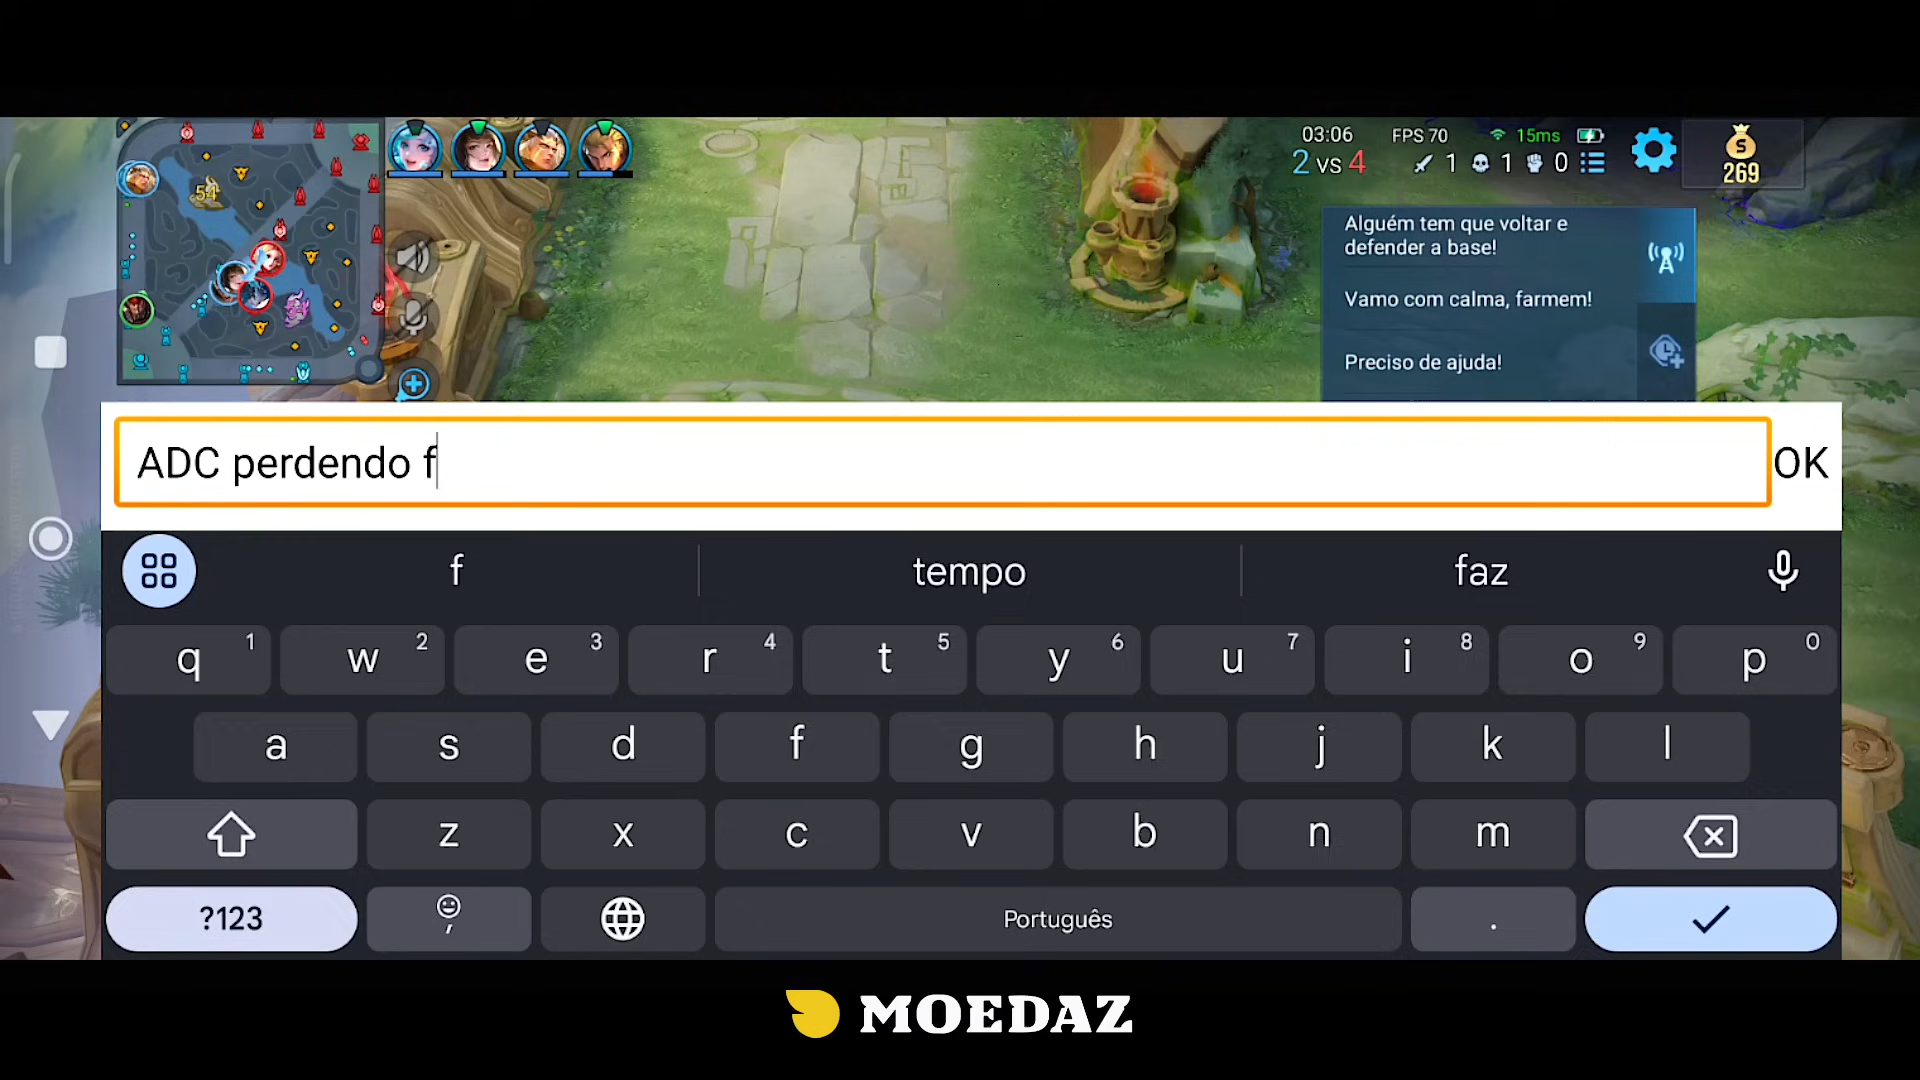 54
03:06 FPS 70 15ms
2 VS 4 1 1 0
S
269
Alguém tem que voltar e
defender a base!
Vamo com calma, farmem!
Preciso de ajuda!
ADC perdendo f
OK
f tempo faz
q 1 w 2 e 3 r 4 t 5 y 6 u 7 i 8 o 9 p 0
a s d f g h j k l
z x c v b n m
?123 , Português .
MOEDAZ